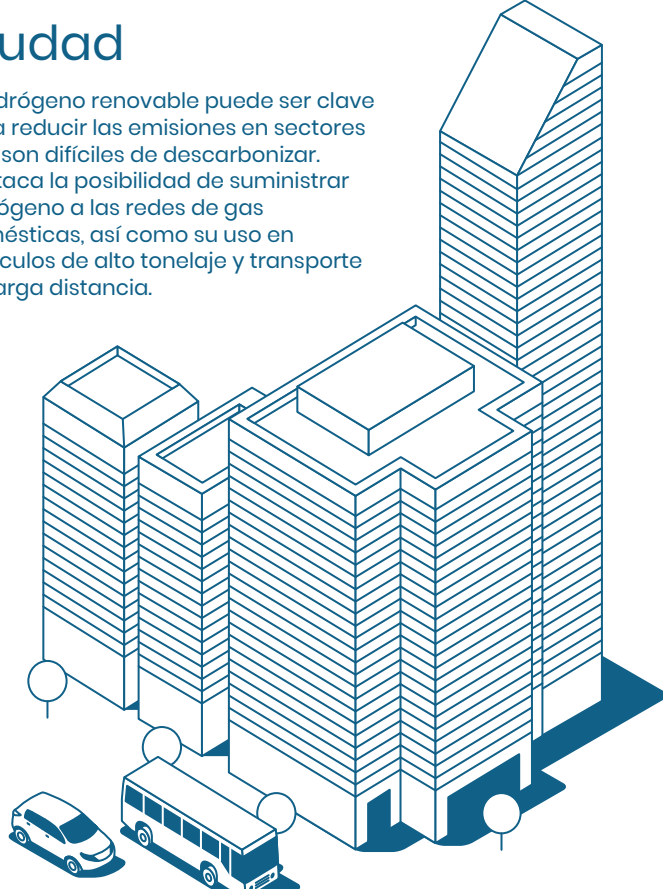 udad
drógeno renovable puede ser clave
a reducir las emisiones en sectores
son difíciles de descarbonizar.
taca la posibilidad de suministrar
ógeno a las redes de gas
nésticas, así como su uso en
culos de alto tonelaje y transporte
arga distancia.